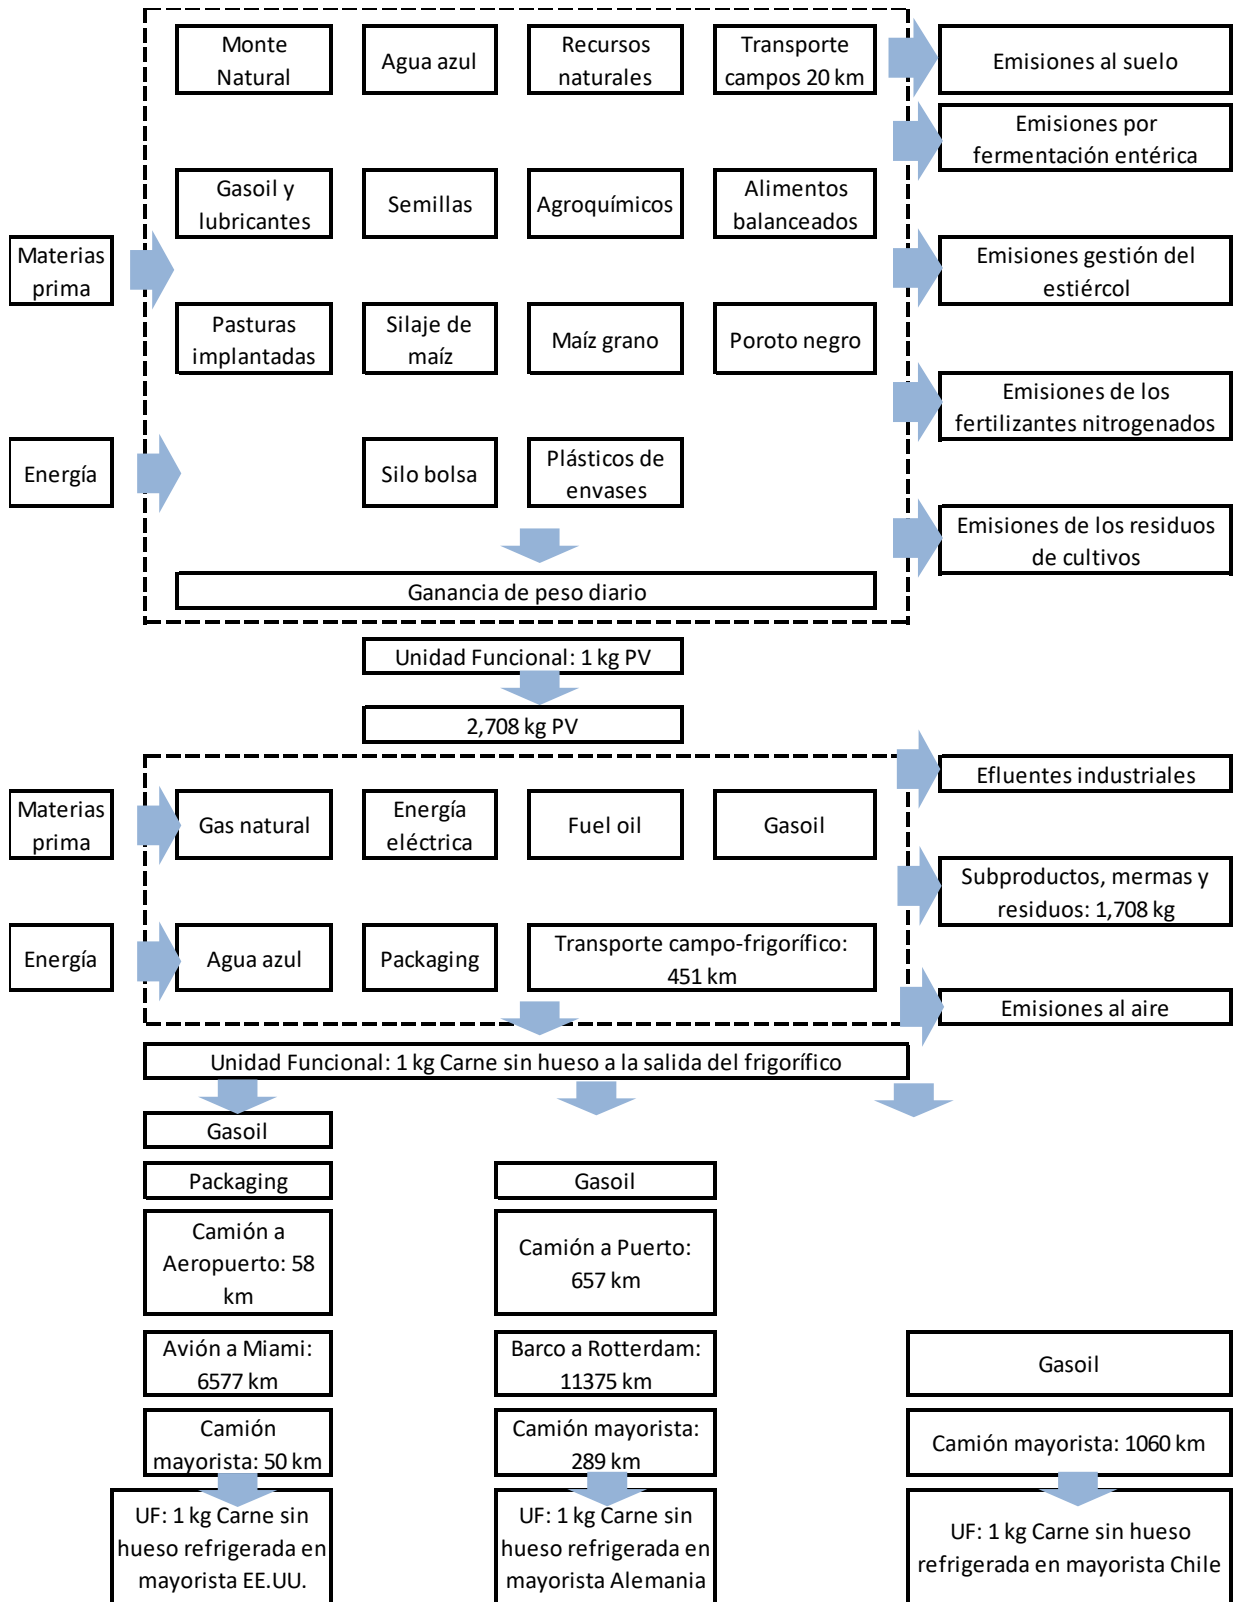 Monte
Natural
Agua azul
Recursos
naturales
Transporte
campos 20 km
Emisiones al suelo
Emisiones por
fermentación entérica
Gasoil y
lubricantes
Semillas
Agroquímicos
Alimentos
balanceados
Materias
prima
Emisiones gestión del
estiércol
Pasturas
implantadas
Silaje de
maíz
Maíz grano
Poroto negro
Emisiones de los
fertilizantes nitrogenados
Energía
Silo bolsa
Plásticos de
envases
Emisiones de los residuos
de cultivos
Ganancia de peso diario
Unidad Funcional: 1 kg PV
2,708 kg PV
Efluentes industriales
Materias
prima
Gas natural
Energía
eléctrica
Fuel oil
Gasoil
Subproductos, mermas y
residuos: 1,708 kg
Energía
Agua azul
Packaging
Transporte campo-frigorífico:
451 km
Emisiones al aire
Unidad Funcional: 1 kg Carne sin hueso a la salida del frigorífico
Gasoil
Packaging
Camión a
Aeropuerto: 58
km
Avión a Miami:
6577 km
Camión
mayorista: 50 km
UF: 1 kg Carne sin
hueso refrigerada en
mayorista EE.UU.
Gasoil
Camión a Puerto:
657 km
Barco a Rotterdam:
11375 km
Camión mayorista:
289 km
UF: 1 kg Carne sin
hueso refrigerada en
mayorista Alemania
Gasoil
Camión mayorista: 1060 km
UF: 1 kg Carne sin hueso
refrigerada en mayorista Chile